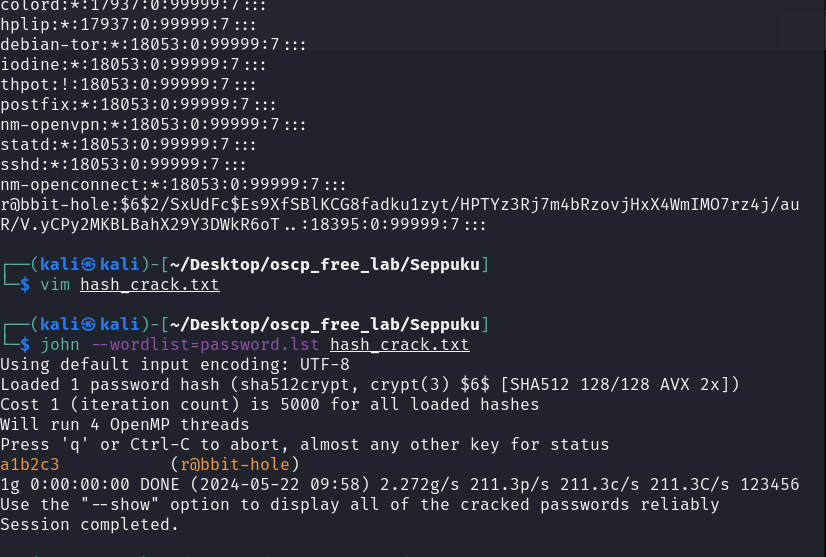 colord:*:17937:0:99999:7:::
hplip:*:17937:0:99999:7:::
debian-tor:*:18053:0:99999:7:::
iodine:*:18053:0:99999:7:::
thpot:!:18053:0:99999:7:::
postfix:*:18053:0:99999:7:::
nm-openvpn:*:18053:0:99999:7:::
statd:*:18053:0:99999:7:::
sshd:*:18053:0:99999:7:::
nm-openconnect:*:18053:0:99999:7:::
r@bbit-hole:$6$2/SxUdFc$Es9XfSBlKCG8fadku1zyt/HPTYz3Rj7m4bRzovjHxX4WmIMO7rz4j/au
R/V.yCPy2MKBLBahX29Y3DWkR6oT..:18395:0:99999:7:::
┌──(kali㉿kali)-[~/Desktop/oscp_free_lab/Seppuku]
└─$ vim hash_crack.txt
┌──(kali㉿kali)-[~/Desktop/oscp_free_lab/Seppuku]
└─$ john --wordlist=password.lst hash_crack.txt
Using default input encoding: UTF-8
Loaded 1 password hash (sha512crypt, crypt(3) $6$ [SHA512 128/128 AVX 2x])
Cost 1 (iteration count) is 5000 for all loaded hashes
Will run 4 OpenMP threads
Press 'q' or Ctrl-C to abort, almost any other key for status
a1b2c3           (r@bbit-hole)
1g 0:00:00:00 DONE (2024-05-22 09:58) 2.272g/s 211.3p/s 211.3c/s 211.3C/s 123456
Use the "--show" option to display all of the cracked passwords reliably
Session completed.